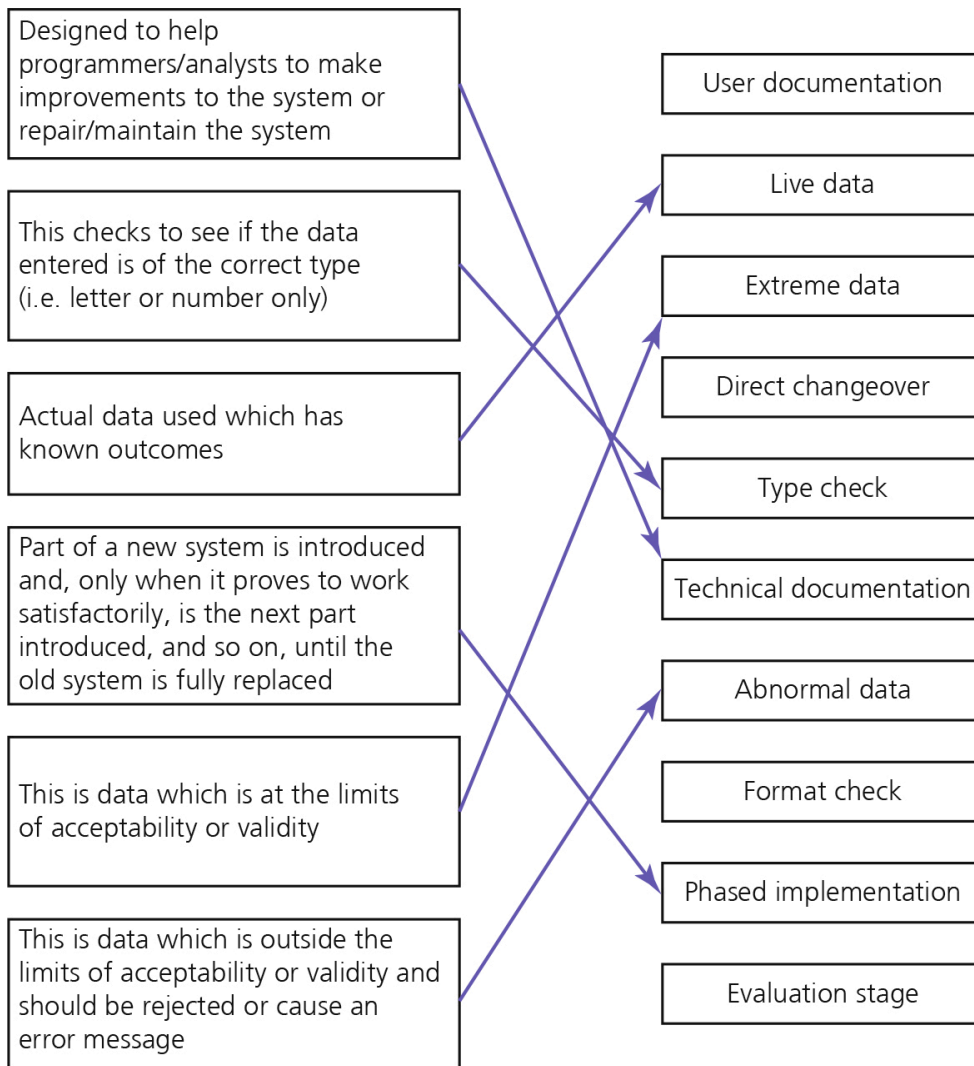 Designed to help
programmers/analysts to make
improvements to the system or
repair/maintain the system
This checks to see if the data
entered is of the correct type
(i.e. letter or number only)
Actual data used which has
known outcomes
Part of a new system is introduced
and, only when it proves to work
satisfactorily, is the next part
introduced, and so on, until the
old system is fully replaced
This is data which is at the limits
of acceptability or validity
This is data which is outside the
limits of acceptability or validity and
should be rejected or cause an
error message
User documentation
Live data
Extreme data
Direct changeover
Type check
Technical documentation
Abnormal data
Format check
Phased implementation
Evaluation stage